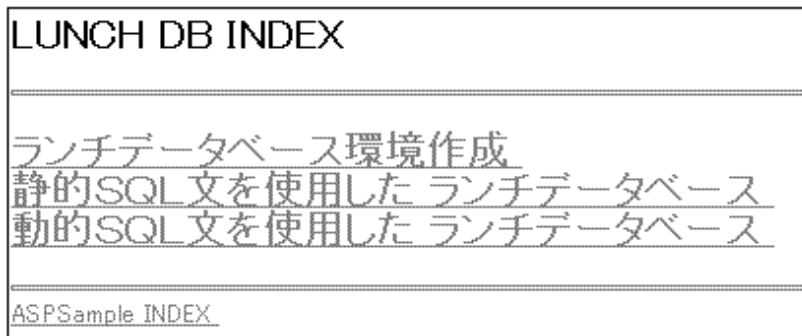 LUNCH DB INDEX
ランチデータベース環境作成
静的SQL文を使用した ランチデータベース
動的SQL文を使用した ランチデータベース
ASPSample INDEX